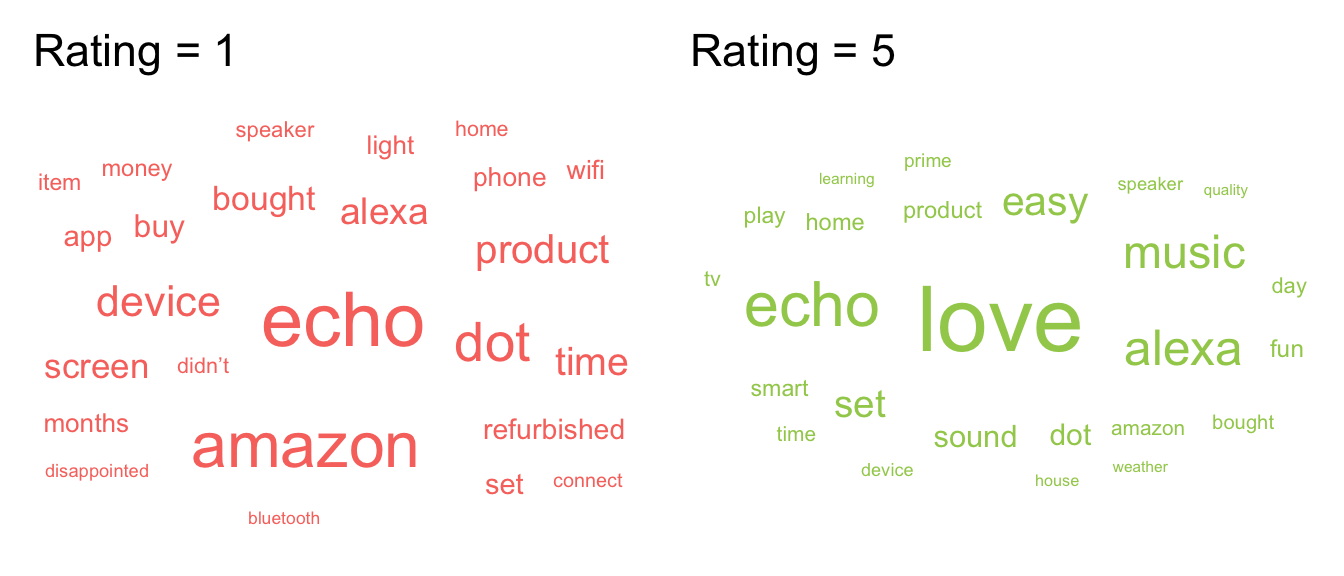 Rating = 1
speaker
light
home
item
money
phone
wifi
bought
alexa
app
buy
product
device
echo
dot
time
screen
didn’t
months
amazon
refurbished
disappointed
set
connect
bluetooth
Rating = 5
prime
learning
speaker
quality
play
home
product
easy
music
tv
echo
love
day
alexa
fun
smart
set
time
sound
dot
amazon
bought
device
house
weather